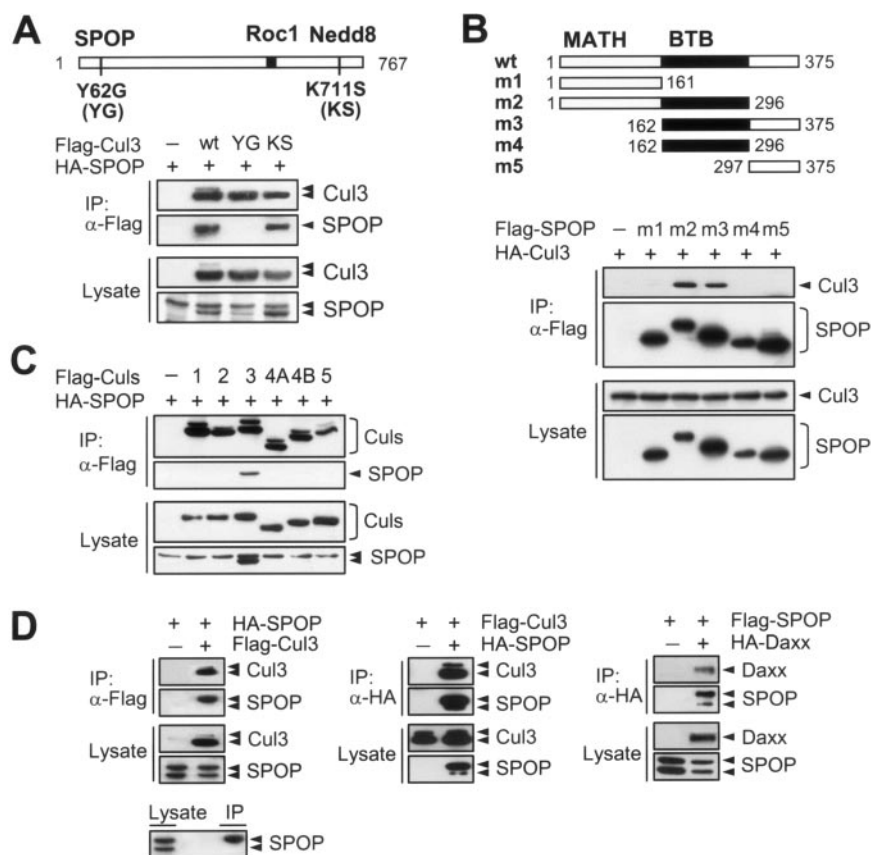 A
SPOP Roc1 Nedd8
1 767
Y62G K711S
(YG) (KS)
Flag-Cul3 – wt YG KS
HA-SPOP + + + +
IP: α-Flag
Cul3
SPOP
Lysate
Cul3
SPOP
B
MATH BTB
wt 1 375
m1 1 161
m2 1 296
m3 162 375
m4 162 296
m5 297 375
Flag-SPOP – m1 m2 m3 m4 m5
HA-Cul3 + + + + + +
IP: α-Flag
Cul3
SPOP
Lysate
Cul3
SPOP
C
Flag-Culs – 1 2 3 4A 4B 5
HA-SPOP + + + + + + +
IP: α-Flag
Culs
SPOP
Lysate
Culs
SPOP
D
+ + HA-SPOP
– + Flag-Cul3
IP: α-Flag
Cul3
SPOP
Lysate
Cul3
SPOP
Lysate IP
SPOP
+ + Flag-Cul3
– + HA-SPOP
IP: α-HA
Cul3
SPOP
Lysate
Cul3
SPOP
+ + Flag-SPOP
– + HA-Daxx
IP: α-HA
Daxx
SPOP
Lysate
Daxx
SPOP